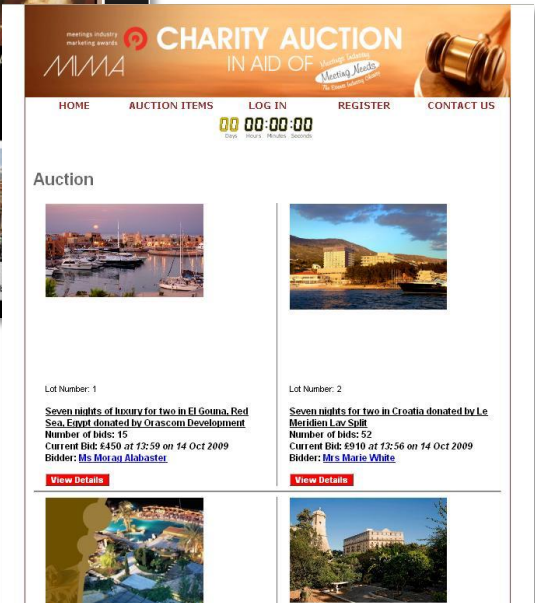 meetings industry
marketing awards
MIMA
CHARITY AUCTION
IN AID OF
Meeting Needs
HOME AUCTION ITEMS LOG IN REGISTER CONTACT US
00 00:00:00
Days Hours Minutes Seconds
Auction
Lot Number: 1
Seven nights of luxury for two in El Gouna, Red
Sea, Egypt donated by Orascom Development
Number of bids: 15
Current Bid: £450 at 13:59 on 14 Oct 2009
Bidder: Ms Morag Alabaster
View Details
Lot Number: 2
Seven nights for two in Croatia donated by Le
Meridien Lav Split
Number of bids: 52
Current Bid: £910 at 13:56 on 14 Oct 2009
Bidder: Mrs Marie White
View Details